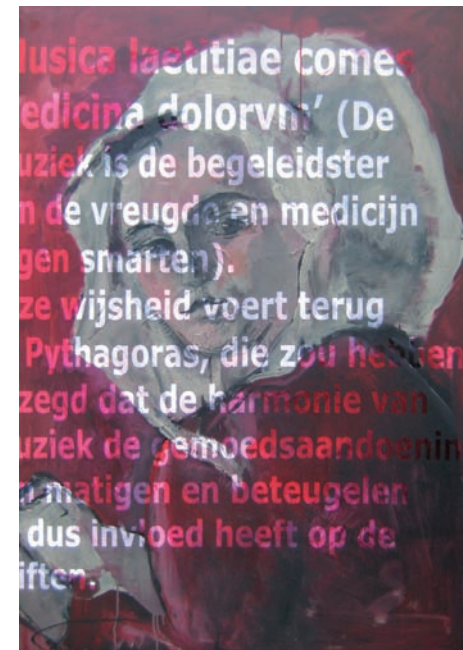 usica laetitiae comes
edicina dolorvm' (De
uziek is de begeleidster
n de vreugde en medicijn
gen smarten).
ze wijsheid voert terug
Pythagoras, die zou hebben
zegd dat de harmonie van
uziek de gemoedsaandoenin
n matigen en beteugelen
dus invloed heeft op de
iften.